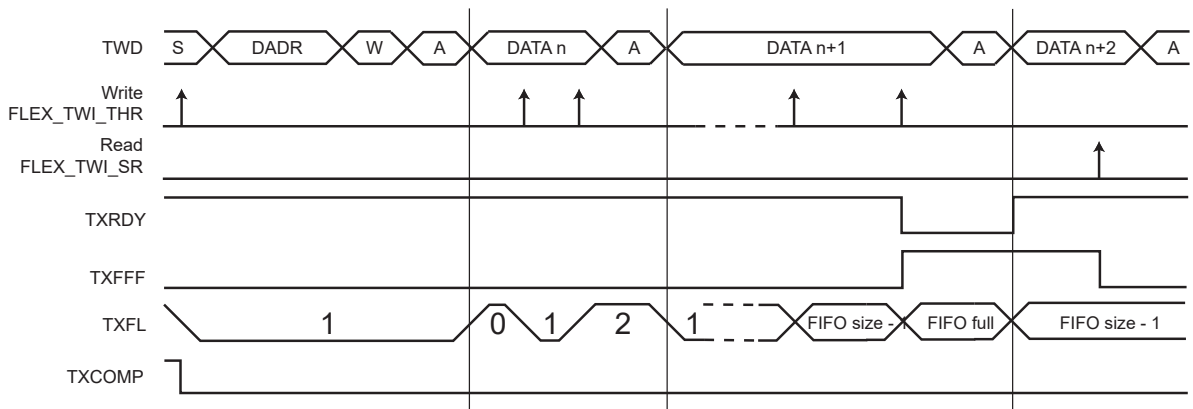 TWD S DADR W A DATA n A DATA n+1 A DATA n+2 A
Write
FLEX_TWI_THR
Read
FLEX_TWI_SR
TXRDY
TXFFF
TXFL 1 0 1 2 1 FIFO size - 1 FIFO full FIFO size - 1
TXCOMP